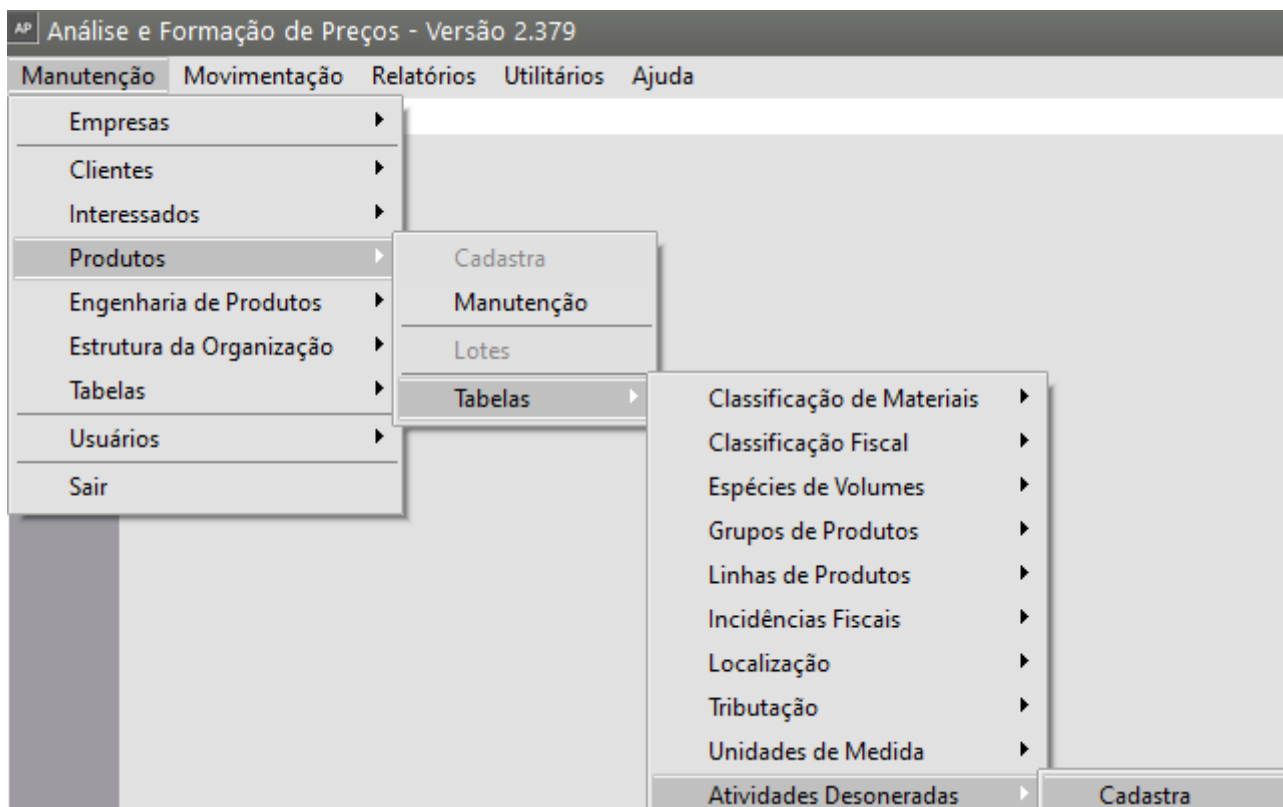 AP Análise e Formação de Preços - Versão 2.379
Manutenção Movimentação Relatórios Utilitários Ajuda
Empresas
Clientes
Interessados
Produtos
Engenharia de Produtos
Estrutura da Organização
Tabelas
Usuários
Sair
Cadastra
Manutenção
Lotes
Tabelas
Classificação de Materiais
Classificação Fiscal
Espécies de Volumes
Grupos de Produtos
Linhas de Produtos
Incidências Fiscais
Localização
Tributação
Unidades de Medida
Atividades Desoneradas
Cadastra